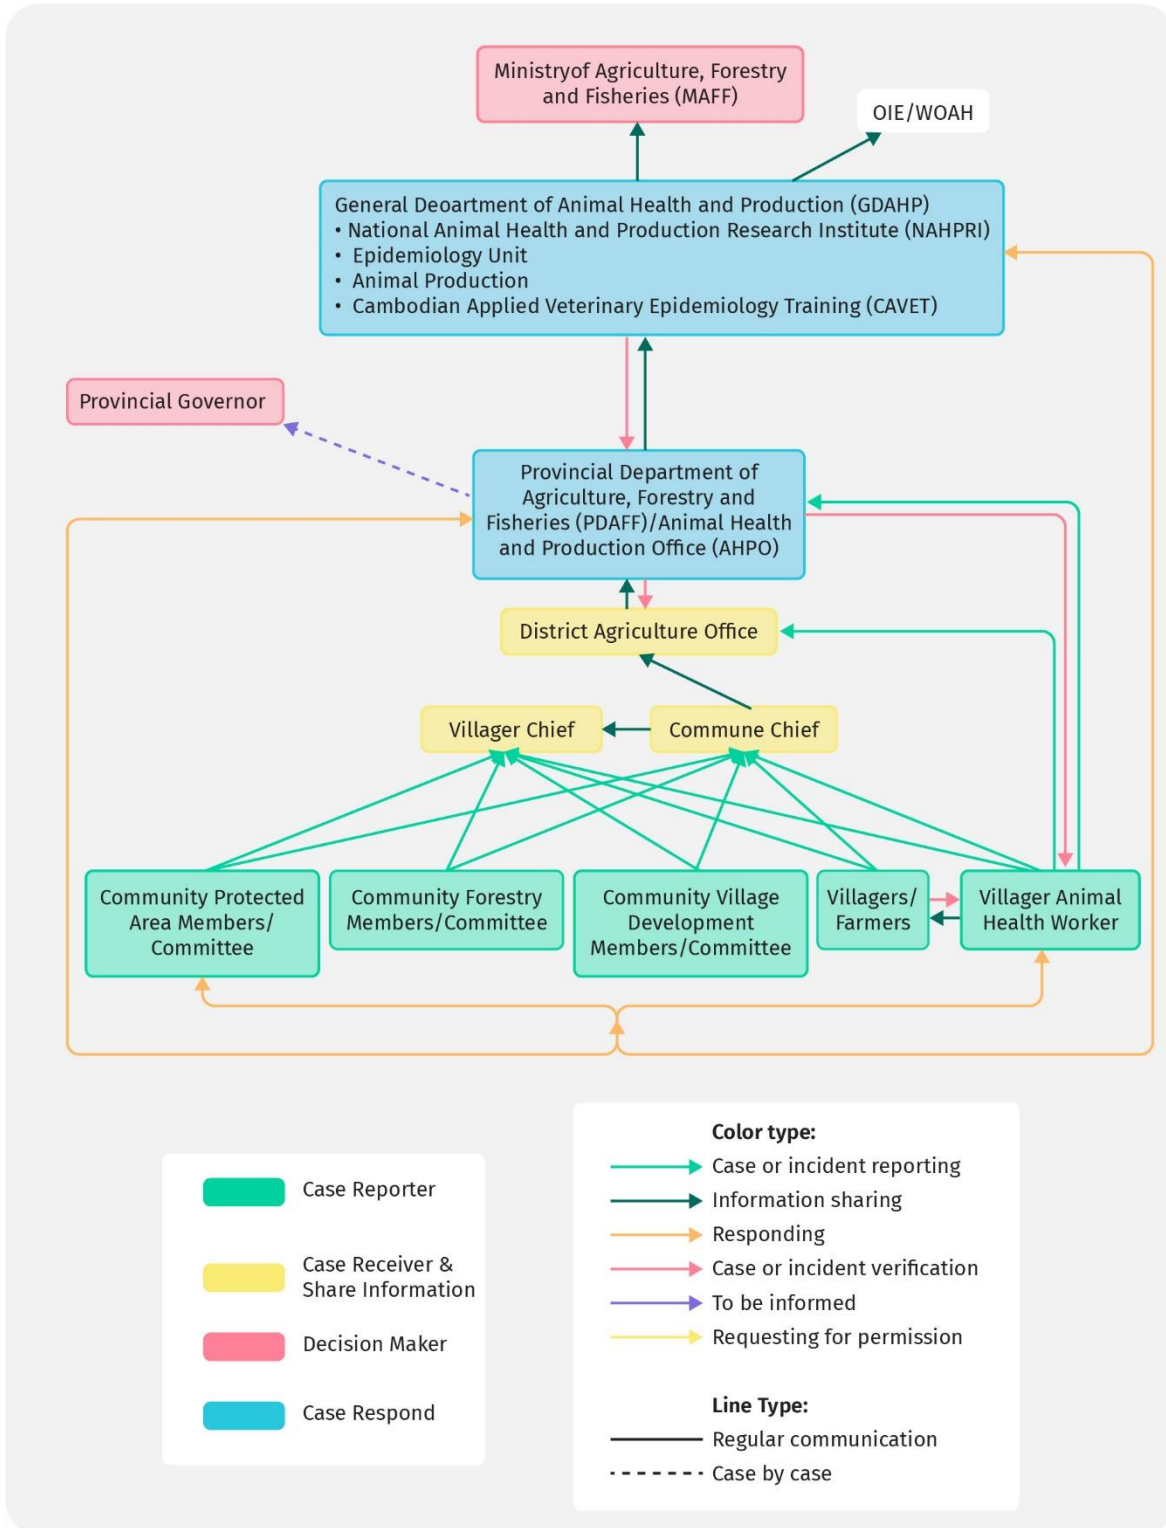 Ministryof Agriculture, Forestry
and Fisheries (MAFF)
OIE/WOAH
General Deoartment of Animal Health and Production (GDAHP)
• National Animal Health and Production Research Institute (NAHPRI)
• Epidemiology Unit
• Animal Production
• Cambodian Applied Veterinary Epidemiology Training (CAVET)
Provincial Governor
Provincial Department of
Agriculture, Forestry and
Fisheries (PDAFF)/Animal Health
and Production Office (AHPO)
District Agriculture Office
Villager Chief
Commune Chief
Community Protected
Area Members/
Committee
Community Forestry
Members/Committee
Community Village
Development
Members/Committee
Villagers/
Farmers
Villager Animal
Health Worker
Case Reporter
Case Receiver &
Share Information
Decision Maker
Case Respond
Color type:
Case or incident reporting
Information sharing
Responding
Case or incident verification
To be informed
Requesting for permission
Line Type:
Regular communication
Case by case